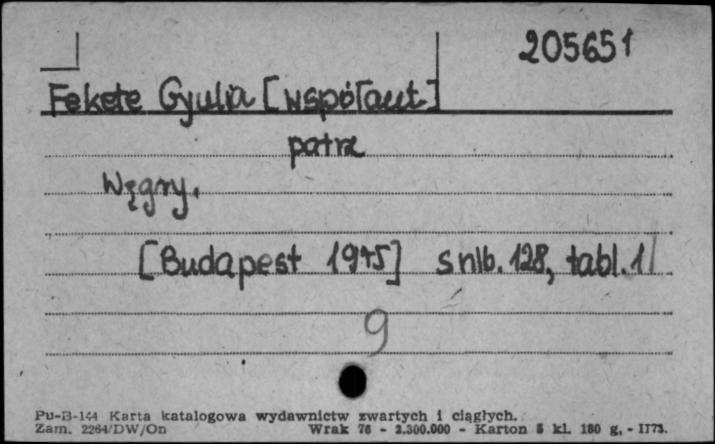 205651
Fekete Gyula [współaut]
patrz
Węgry.
[Budapest 1975] s nlb. 128, tabl. 1
9
Pu-B-144 Karta katalogowa wydawnictw zwartych i ciągłych.
Zam. 2264/DW/On Wrak 76 - 2.300.000 - Karton 5 kl. 180 g. - II73.